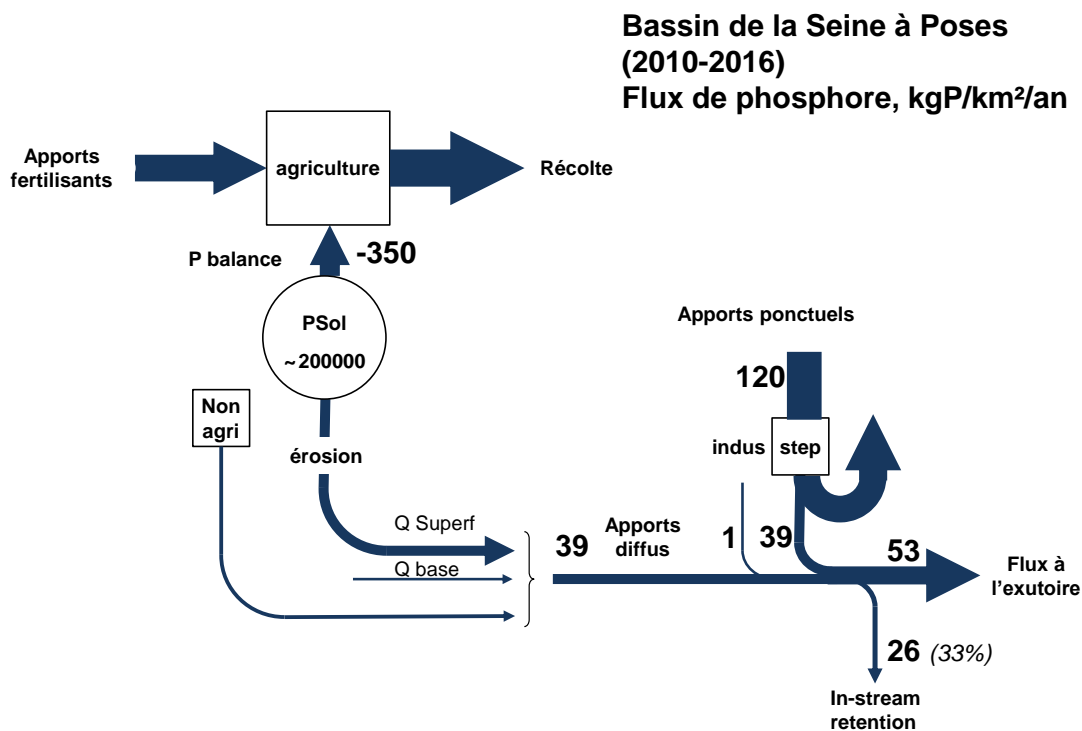 Bassin de la Seine à Poses
(2010-2016)
Flux de phosphore, kgP/km²/an
Apports
fertilisants
agriculture
Récolte
P balance
-350
PSol
~200000
Apports ponctuels
120
Non
agri
indus
step
érosion
Q Superf
Q base
39
Apports
diffus
1
39
53
Flux à
l'exutoire
26 (33%)
In-stream
retention